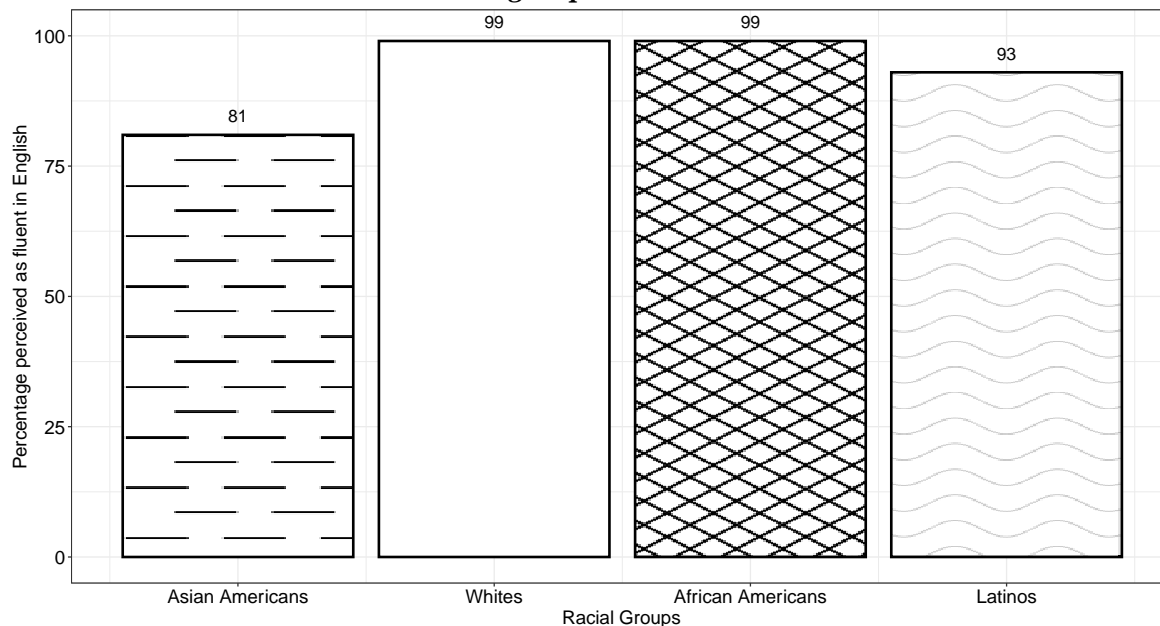 99
99
100
93
81
75
50
25
0
Percentage perceived as fluent in English
Asian Americans
Whites
African Americans
Latinos
Racial Groups